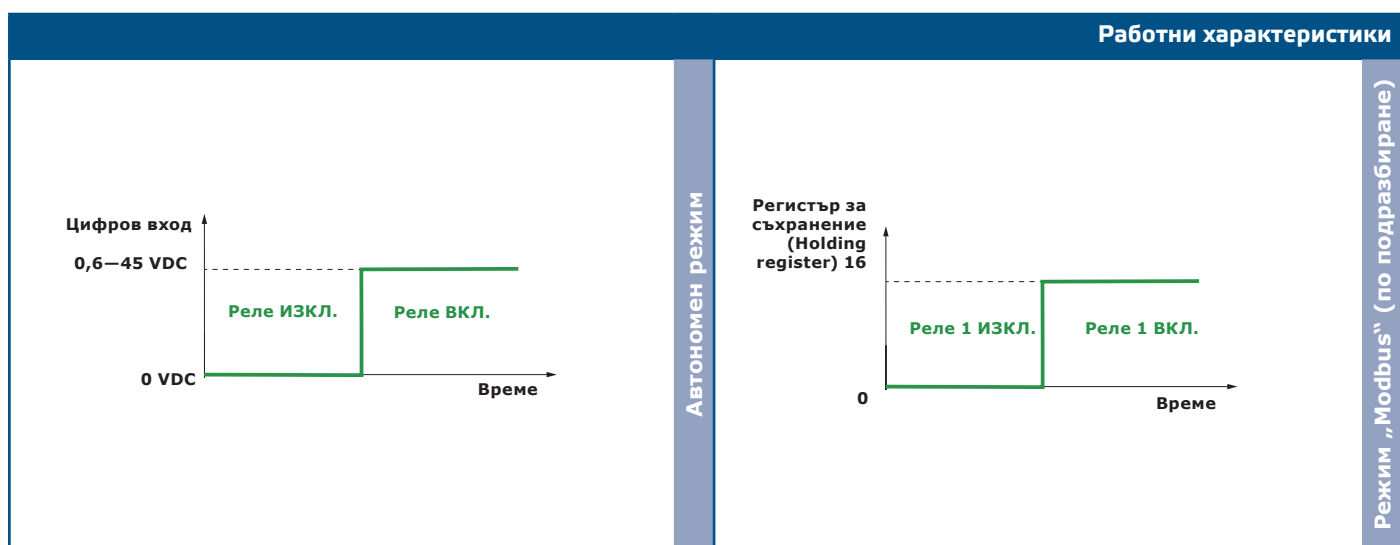 Работни характеристики
Цифров вход
0,6—45 VDC
Реле ИЗКЛ.
Реле ВКЛ.
0 VDC
Време
Автономен режим
Регистър за
съхранение
(Holding
register) 16
Реле 1 ИЗКЛ.
Реле 1 ВКЛ.
0
Време
Режим „Modbus“ (по подразбиране)